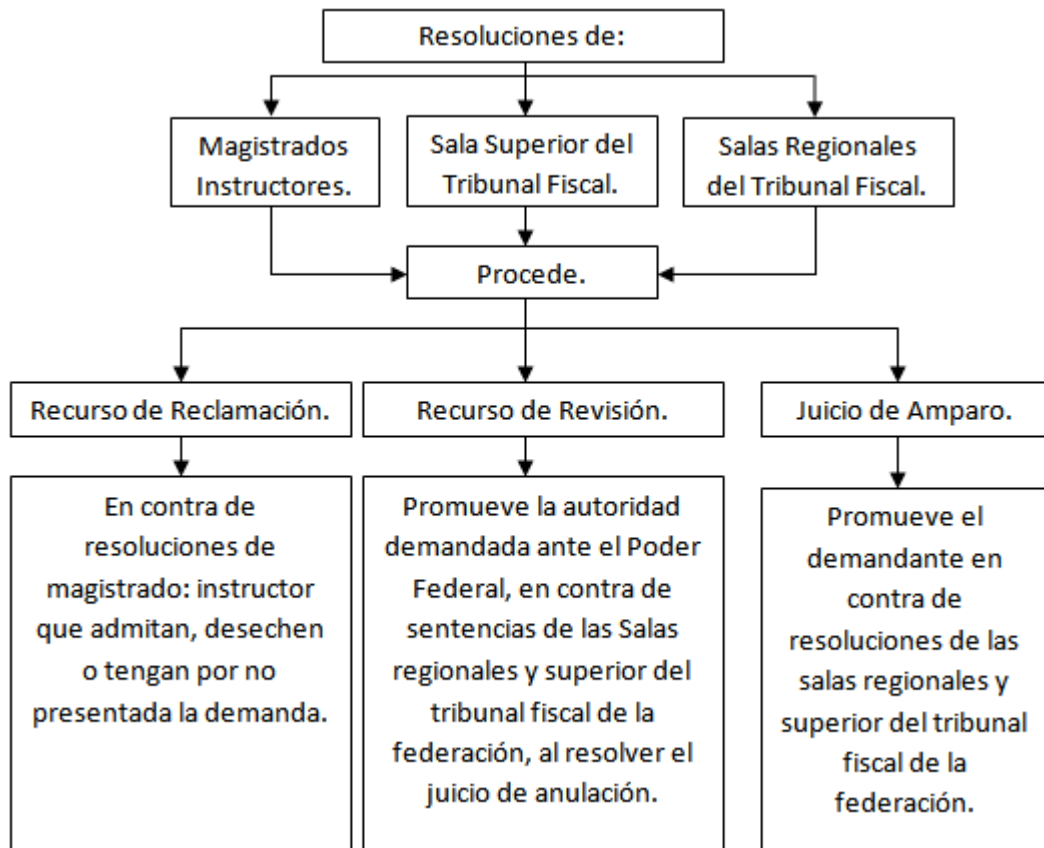 Resoluciones de:
Magistrados
Instructores.
Sala Superior del
Tribunal Fiscal.
Salas Regionales
del Tribunal Fiscal.
Procede.
Recurso de Reclamación.
Recurso de Revisión.
Juicio de Amparo.
En contra de
resoluciones de
magistrado: instructor
que admitan, desechen
o tengan por no
presentada la demanda.
Promueve la autoridad
demandada ante el Poder
Federal, en contra de
sentencias de las Salas
regionales y superior del
tribunal fiscal de la
federación, al resolver el
juicio de anulación.
Promueve el
demandante en
contra de
resoluciones de las
salas regionales y
superior del tribunal
fiscal de la
federación.